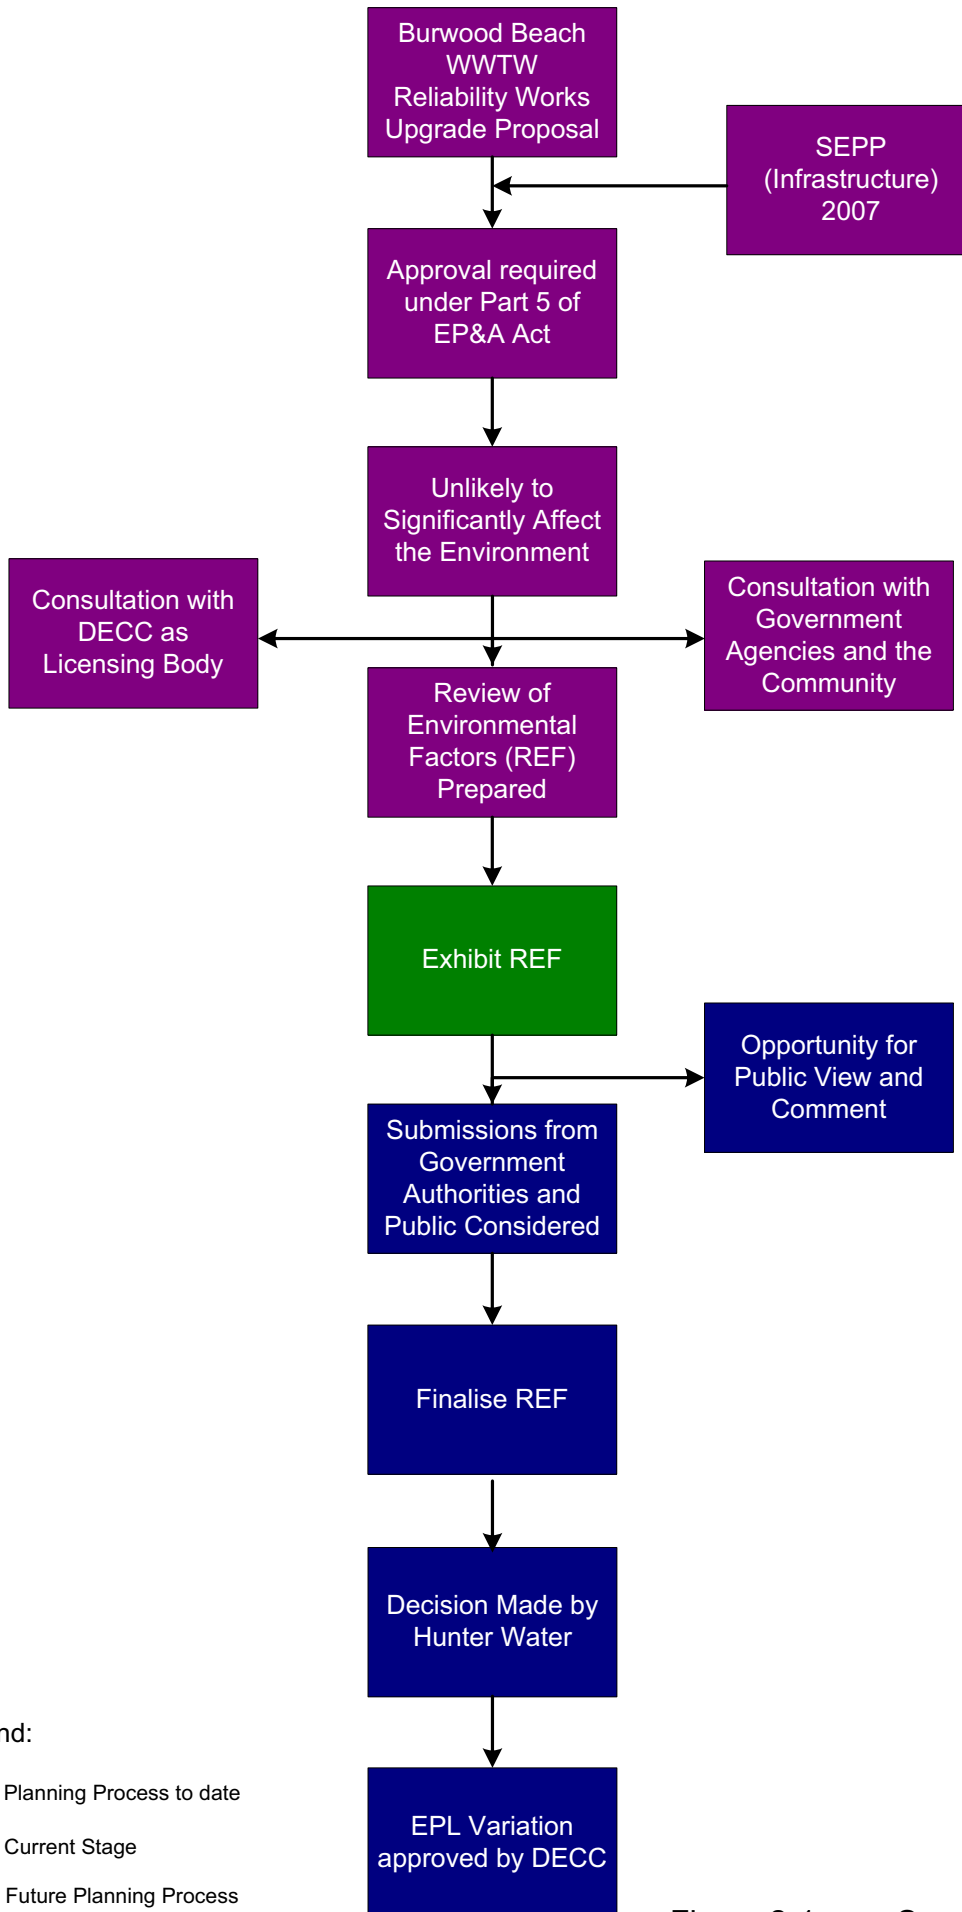 Burwood Beach
WWTW
Reliability Works
Upgrade Proposal
SEPP
(Infrastructure)
2007
Approval required
under Part 5 of
EP&A Act
Unlikely to
Significantly Affect
the Environment
Consultation with
DECC as
Licensing Body
Consultation with
Government
Agencies and the
Community
Review of
Environmental
Factors (REF)
Prepared
Exhibit REF
Opportunity for
Public View and
Comment
Submissions from
Government
Authorities and
Public Considered
Finalise REF
Decision Made by
Hunter Water
EPL Variation
approved by DECC
nd:
Planning Process to date
Current Stage
Future Planning Process